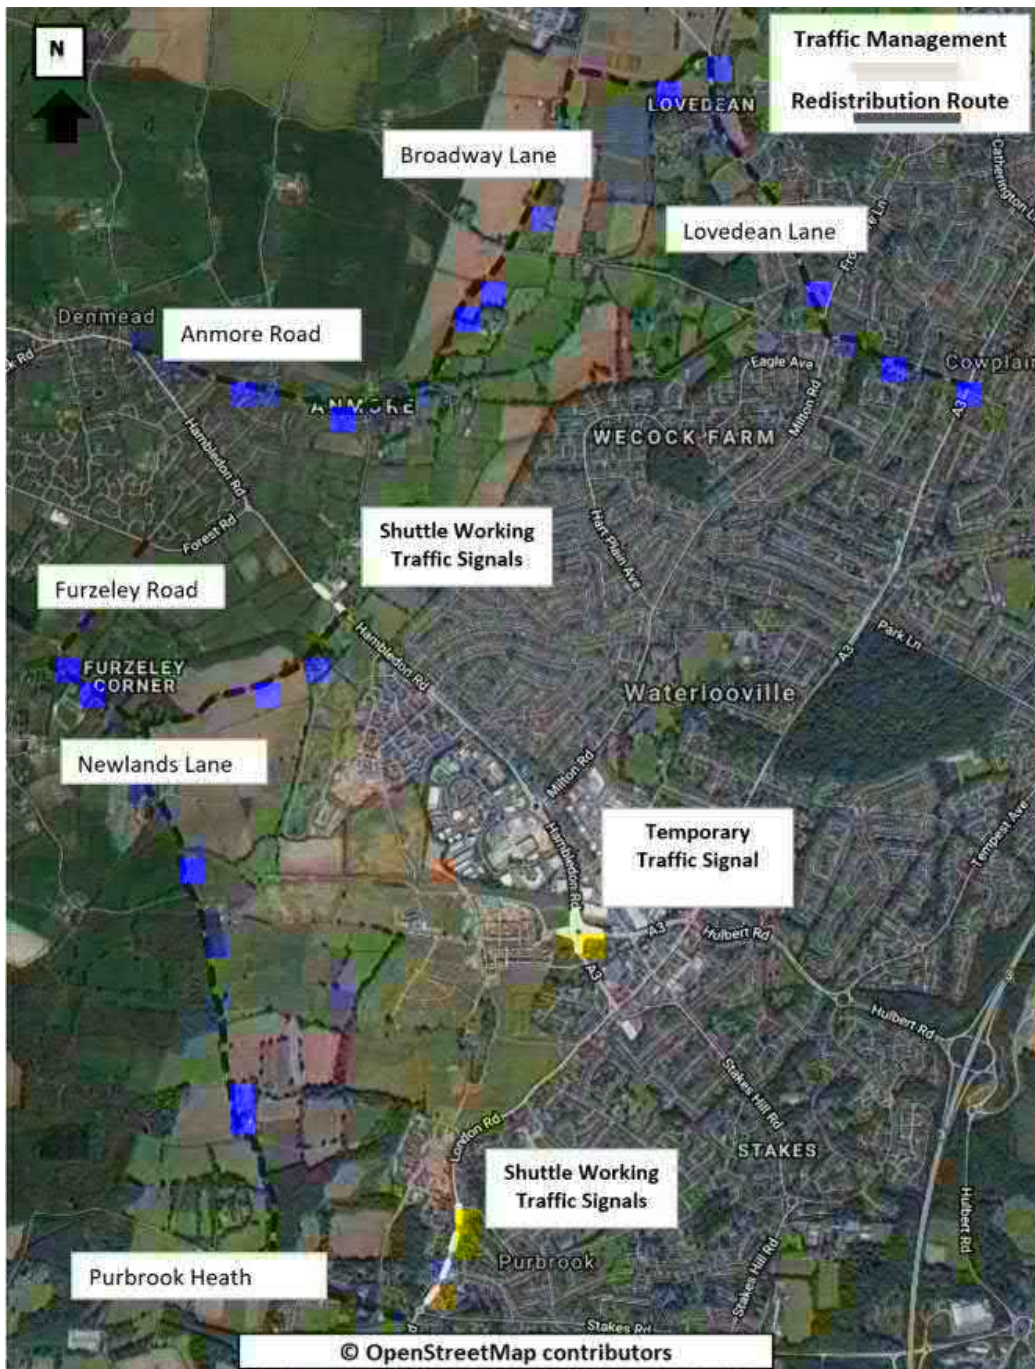 N
Traffic Management
Redistribution Route
LOVEDEAN
Broadway Lane
Catherington
Lovedean Lane
Denmead
Anmore Road
ANMORE
Eagle Ave
Cowplain
A3
Milton Rd
WECOCK FARM
Hambledon Rd
Forest Rd
Shuttle Working
Traffic Signals
Hart Plain Ave
Furzeley Road
Park Ln
Hambledon Rd
A3
FURZELEY
CORNER
Waterlooville
Newlands Lane
Milton Rd
Temporary
Traffic Signal
Tempest Ave
Hambledon Rd
A3
Hulbert Rd
A3
Hulbert Rd
Stakes Hill Rd
London Rd
STAKES
Shuttle Working
Traffic Signals
Hulbert Rd
Purbrook
Purbrook Heath
Stakes Hill Rd
Stakes Rd
© OpenStreetMap contributors